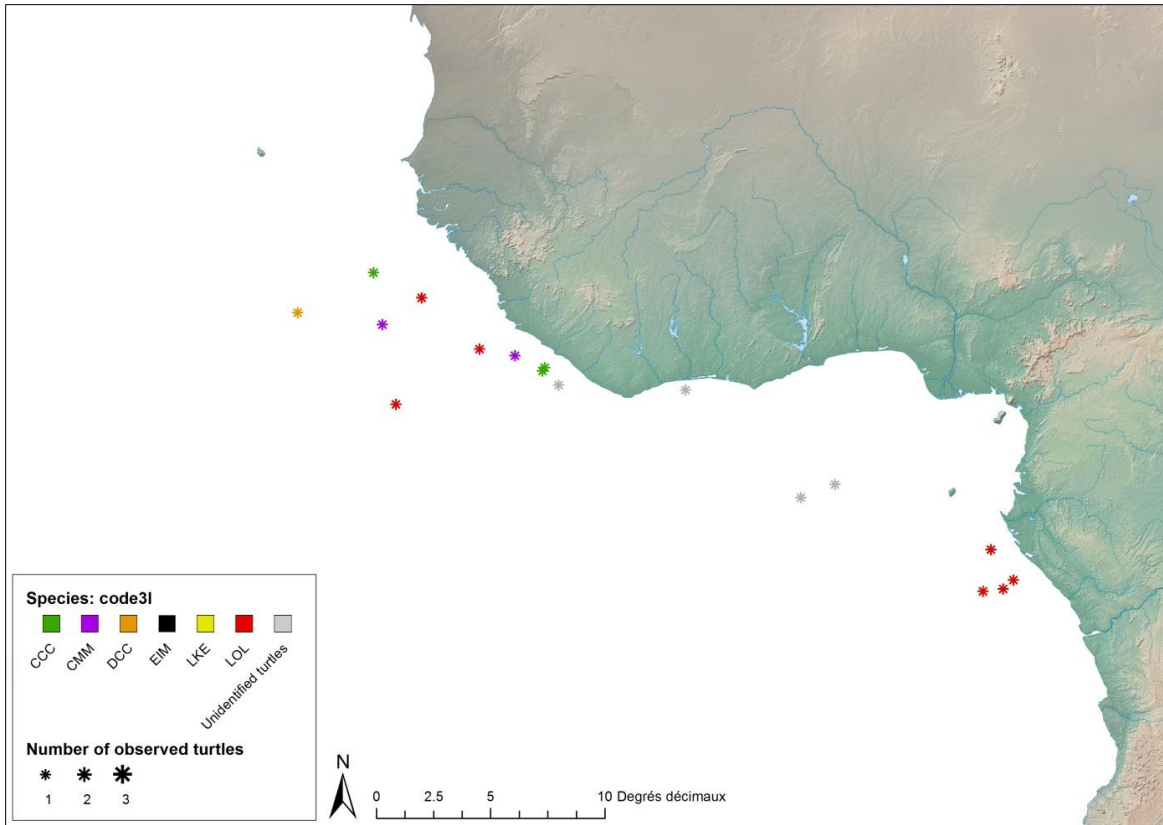 Species: code3l
CCC
CMM
DCC
EIM
LKE
LOL
Unidentified turtles
Number of observed turtles
1 2 3
N
0 2.5 5 10 Degrés décimaux